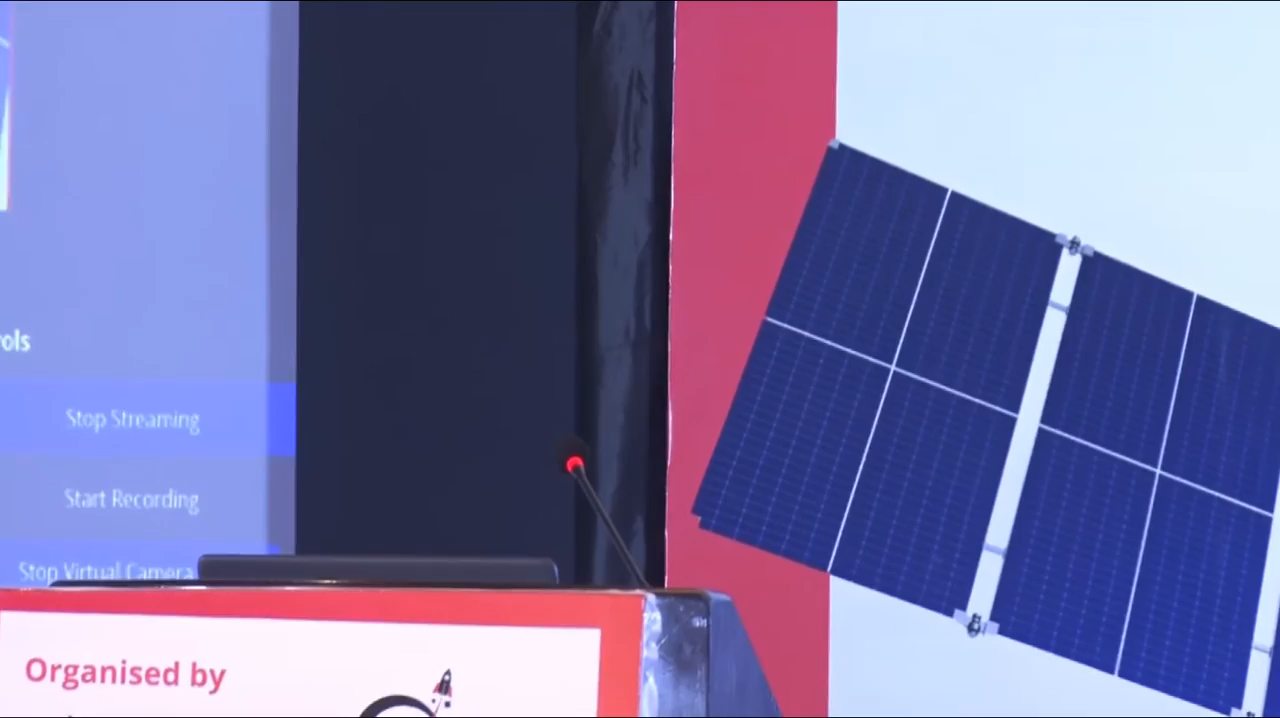 ols
Stop Streaming
Start Recording
Stop Virtual Camera
Organised by